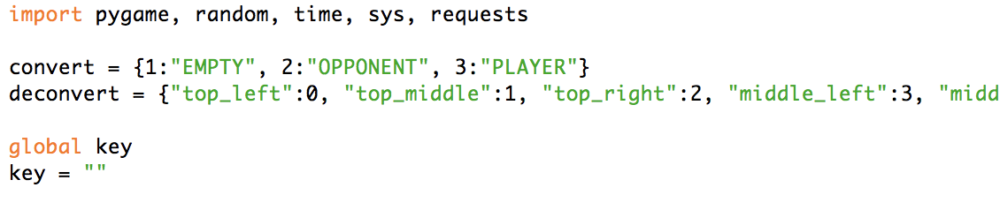 import pygame, random, time, sys, requests
convert = {1:"EMPTY", 2:"OPPONENT", 3:"PLAYER"}
deconvert = {"top_left":0, "top_middle":1, "top_right":2, "middle_left":3, "midd
global key
key = ""